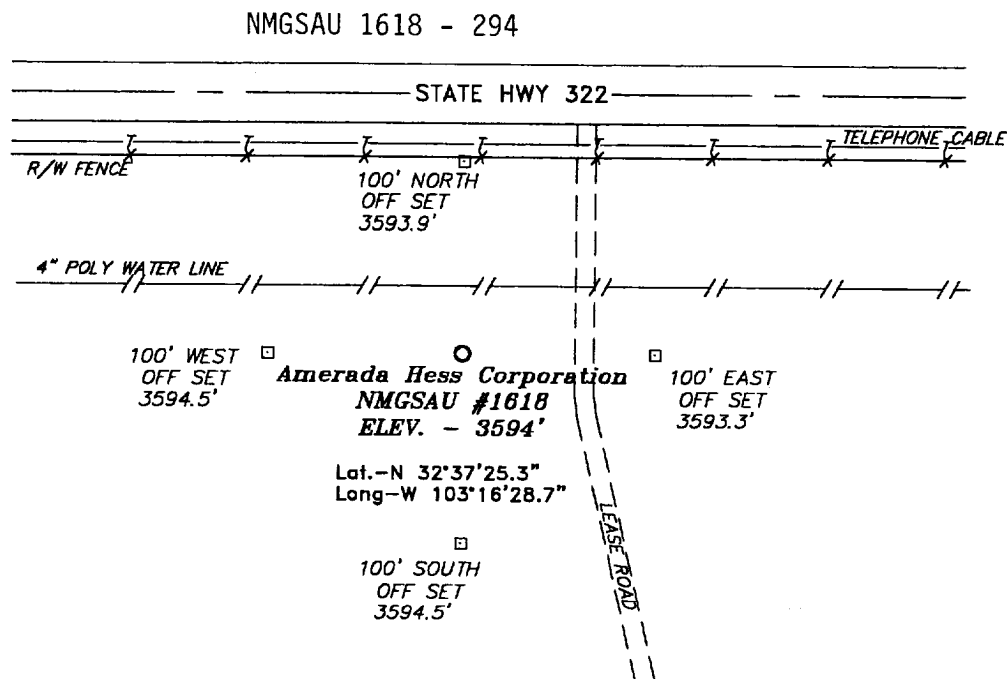 NMGSAU 1618 - 294
STATE HWY 322
TELEPHONE CABLE
R/W FENCE
100' NORTH
OFF SET
3593.9'
4" POLY WATER LINE
100' WEST
OFF SET
3594.5'
Amerada Hess Corporation
NMGSAU #1618
ELEV. - 3594'
100' EAST
OFF SET
3593.3'
Lat.-N 32°37'25.3"
Long-W 103°16'28.7"
LEASE ROAD
100' SOUTH
OFF SET
3594.5'